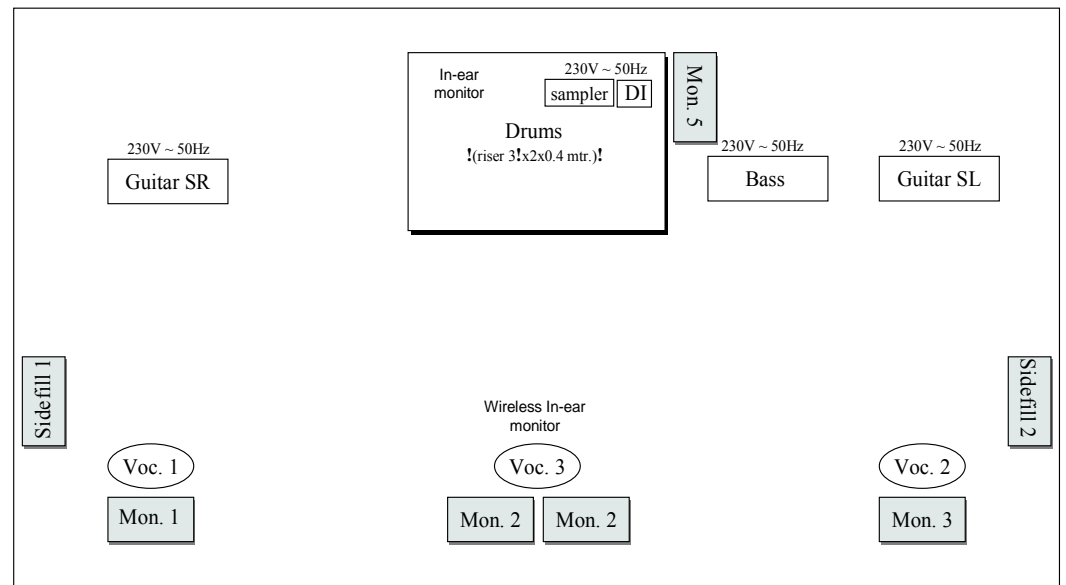 In-ear
monitor
230V ~ 50Hz
sampler DI
Mon. 5
Drums
!(riser 3!x2x0.4 mtr.)!
230V ~ 50Hz
Guitar SR
230V ~ 50Hz
Bass
230V ~ 50Hz
Guitar SL
Sidefill 1
Sidefill 2
Wireless In-ear
monitor
Voc. 1
Voc. 3
Voc. 2
Mon. 1
Mon. 2
Mon. 2
Mon. 3